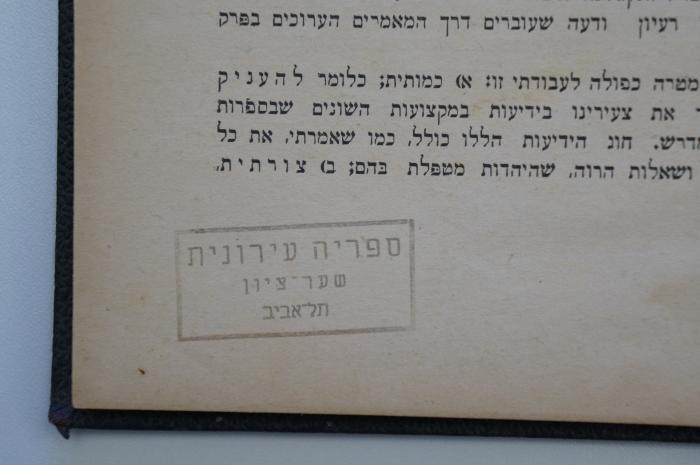 רעיון ודעה שעוברים דרך המאמרים הערוכים בפרק
מטרה כפולה לעבודתי זו: א) כמותית; כלומר להעניק
את צעירינו בידיעות במקצועות השונים שבספרות
חוג הידיעות הללו כולל, כמו שאמרתי, את כל
ושאלות הרוה, שהיהדות מטפלת בהם; ב) צורתית,
ספריה עירונית
שער-ציון
תל-אביב